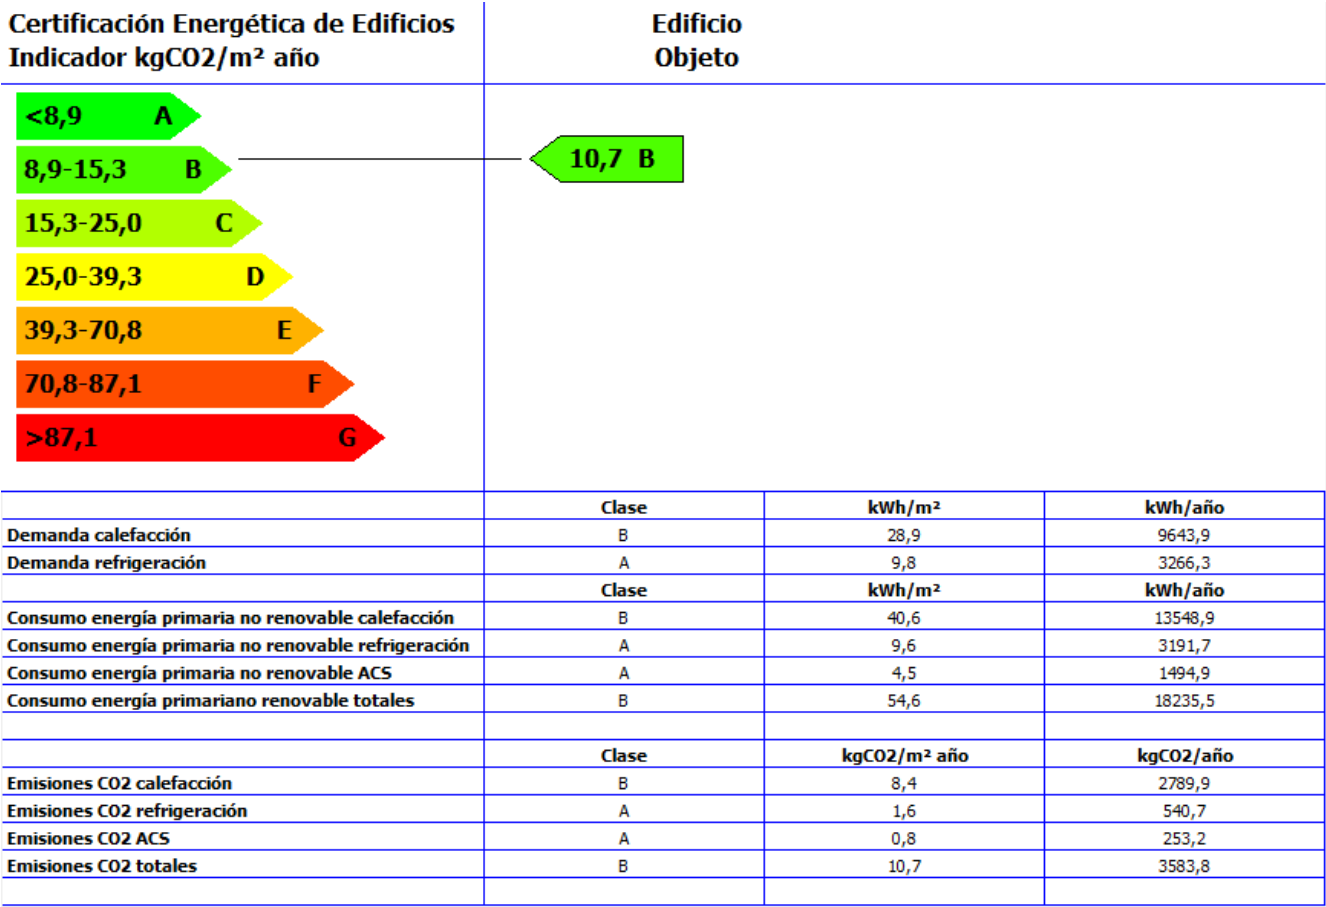 Certificación Energética de Edificios
Indicador kgCO2/m² año
Edificio
Objeto
<8,9 A
8,9-15,3 B
15,3-25,0 C
25,0-39,3 D
39,3-70,8 E
70,8-87,1 F
>87,1 G
10,7 B
Clase kWh/m² kWh/año
Demanda calefacción B 28,9 9643,9
Demanda refrigeración A 9,8 3266,3
Clase kWh/m² kWh/año
Consumo energía primaria no renovable calefacción B 40,6 13548,9
Consumo energía primaria no renovable refrigeración A 9,6 3191,7
Consumo energía primaria no renovable ACS A 4,5 1494,9
Consumo energía primariano renovable totales B 54,6 18235,5
Clase kgCO2/m² año kgCO2/año
Emisiones CO2 calefacción B 8,4 2789,9
Emisiones CO2 refrigeración A 1,6 540,7
Emisiones CO2 ACS A 0,8 253,2
Emisiones CO2 totales B 10,7 3583,8